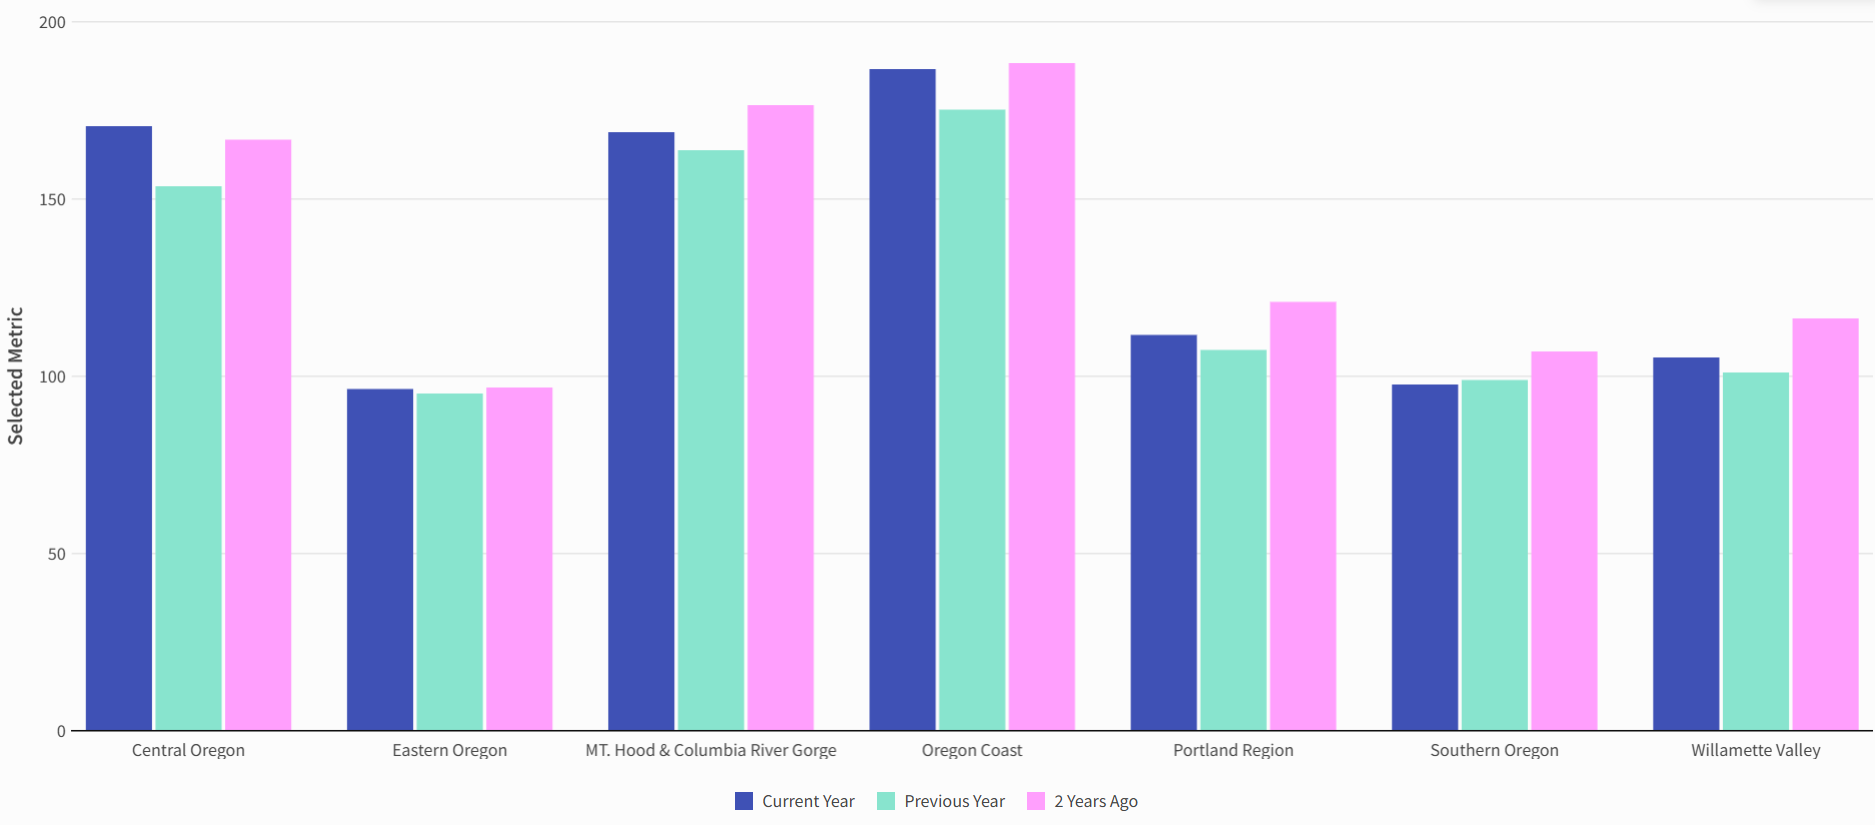 200
150
100
50
0
Selected Metric
Central Oregon
Eastern Oregon
MT. Hood & Columbia River Gorge
Oregon Coast
Portland Region
Southern Oregon
Willamette Valley
Current Year
Previous Year
2 Years Ago